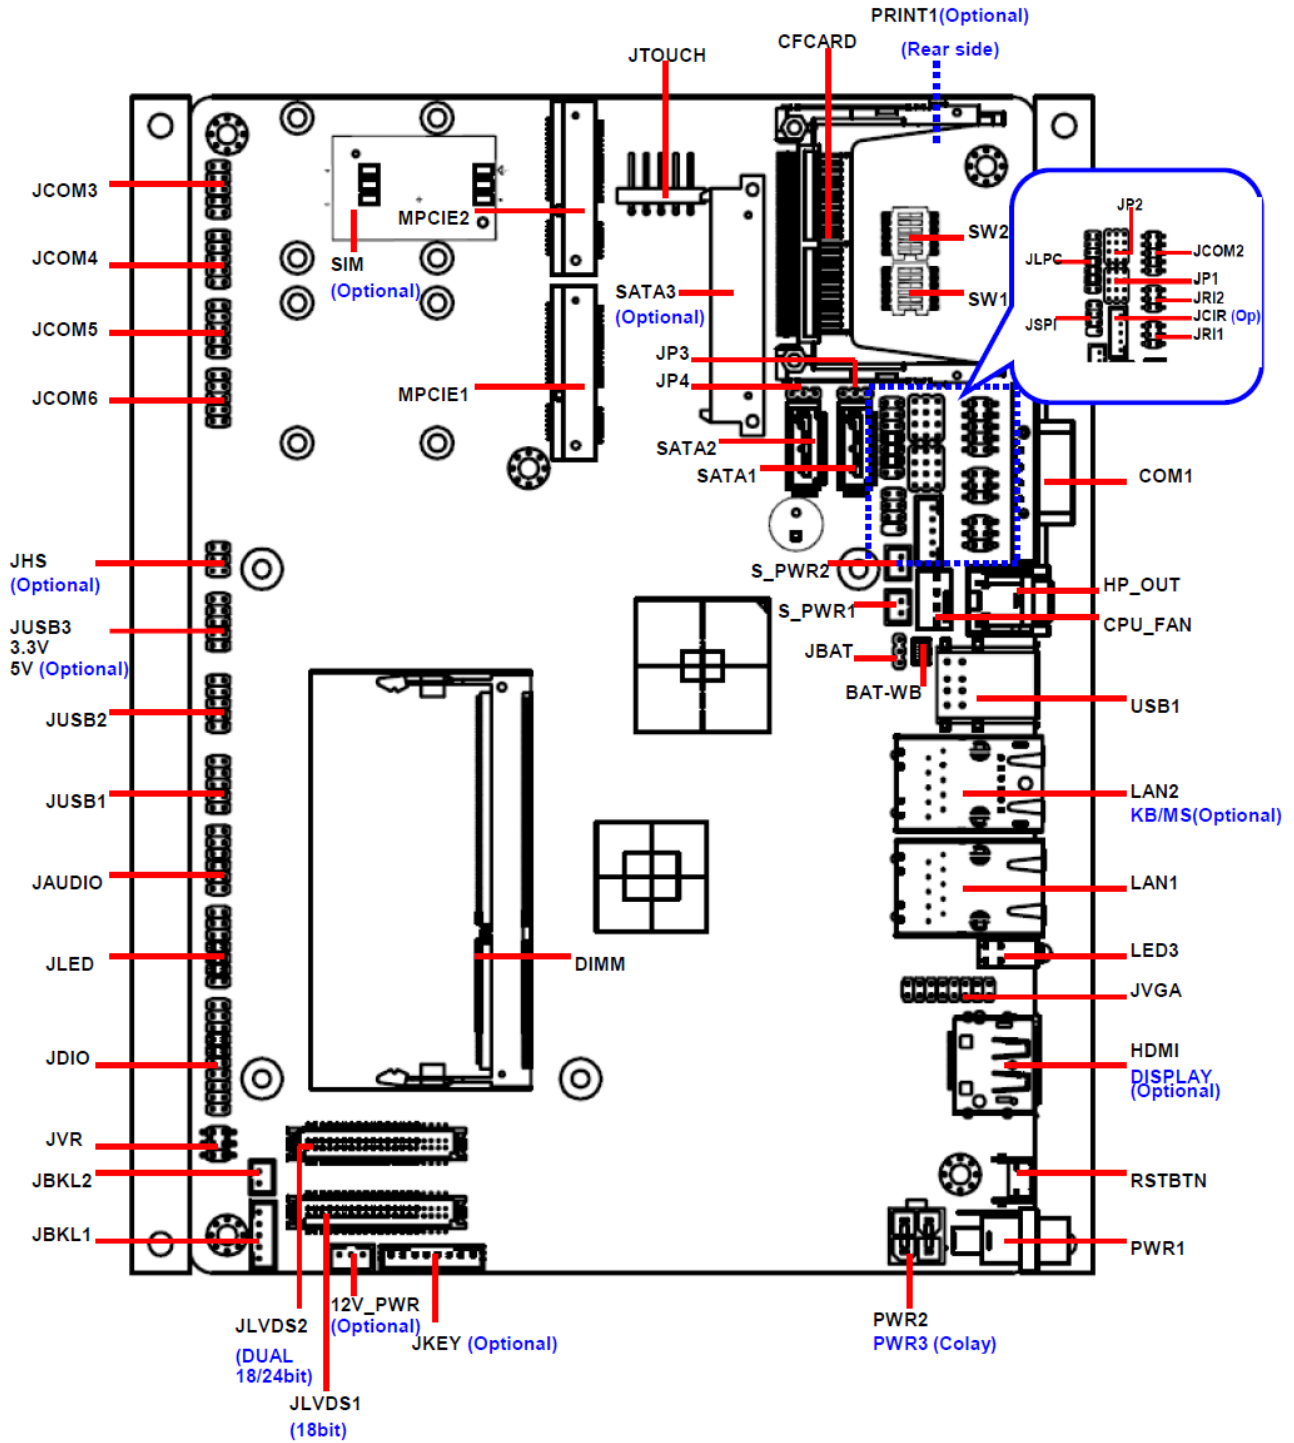 PRINT1(Optional)
(Rear side)
CFCARD
JTOUCH
JCOM3
MPCIE2
JCOM4
SIM
(Optional)
SATA3
(Optional)
SW2
SW1
JP2
JLPC
JCOM2
JP1
JRI2
JSPI
JCIR (Op)
JRI1
JCOM5
JP3
JP4
JCOM6
MPCIE1
SATA2
SATA1
COM1
JHS
(Optional)
S_PWR2
S_PWR1
HP_OUT
CPU_FAN
JUSB3
3.3V
5V (Optional)
JBAT
BAT-WB
USB1
JUSB2
JUSB1
LAN2
KB/MS(Optional)
JAUDIO
LAN1
JLED
DIMM
LED3
JVGA
JDIO
HDMI
DISPLAY
(Optional)
JVR
JBKL2
RSTBTN
JBKL1
PWR1
12V_PWR
(Optional)
JLVDS2
(DUAL
18/24bit)
JKEY (Optional)
PWR2
PWR3 (Colay)
JLVDS1
(18bit)